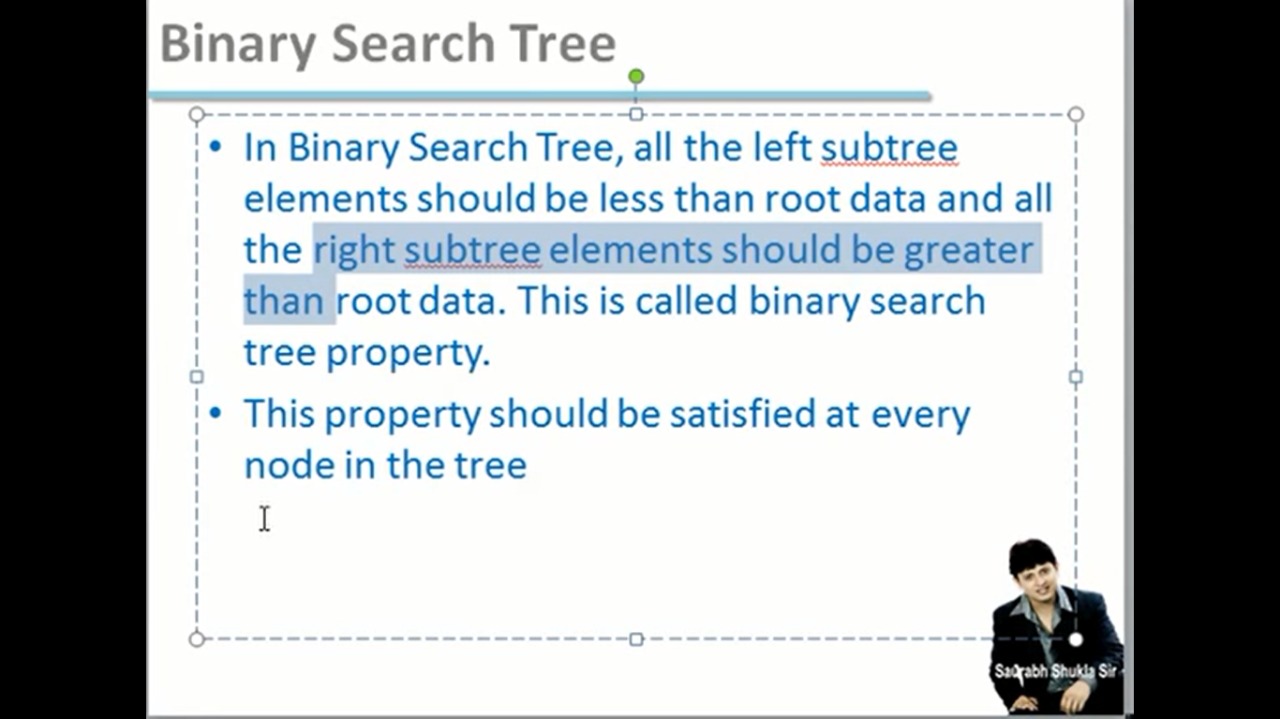 Binary Search Tree
• In Binary Search Tree, all the left subtree
elements should be less than root data and all
the right subtree elements should be greater
than root data. This is called binary search
tree property.
• This property should be satisfied at every
node in the tree
Saurabh Shukla Sir